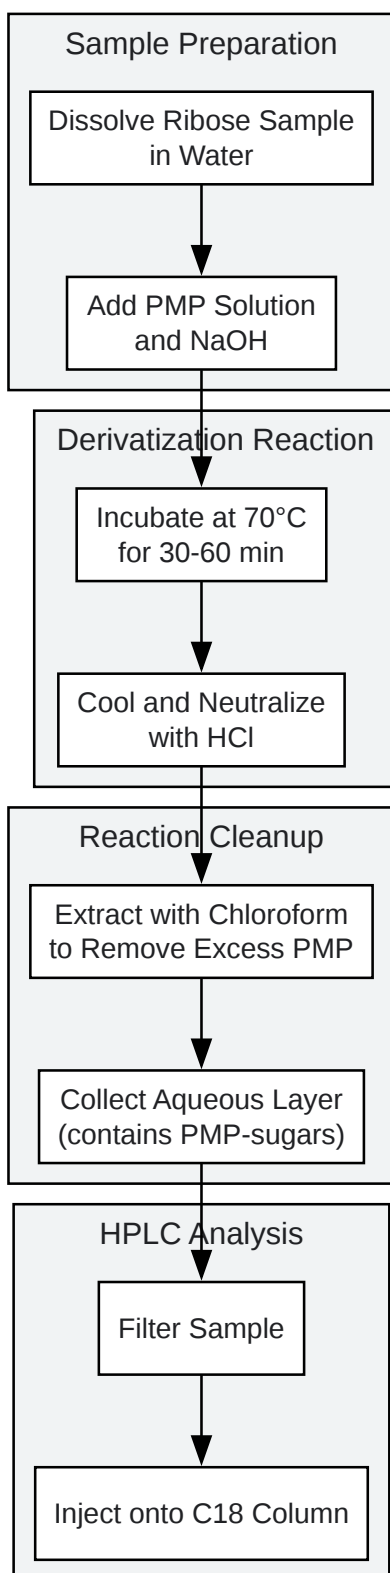 Sample Preparation
Dissolve Ribose Sample
in Water
Add PMP Solution
and NaOH
Derivatization Reaction
Incubate at 70°C
for 30-60 min
Cool and Neutralize
with HCl
Reaction Cleanup
Extract with Chloroform
to Remove Excess PMP
Collect Aqueous Layer
(contains PMP-sugars)
HPLC Analysis
Filter Sample
Inject onto C18 Column